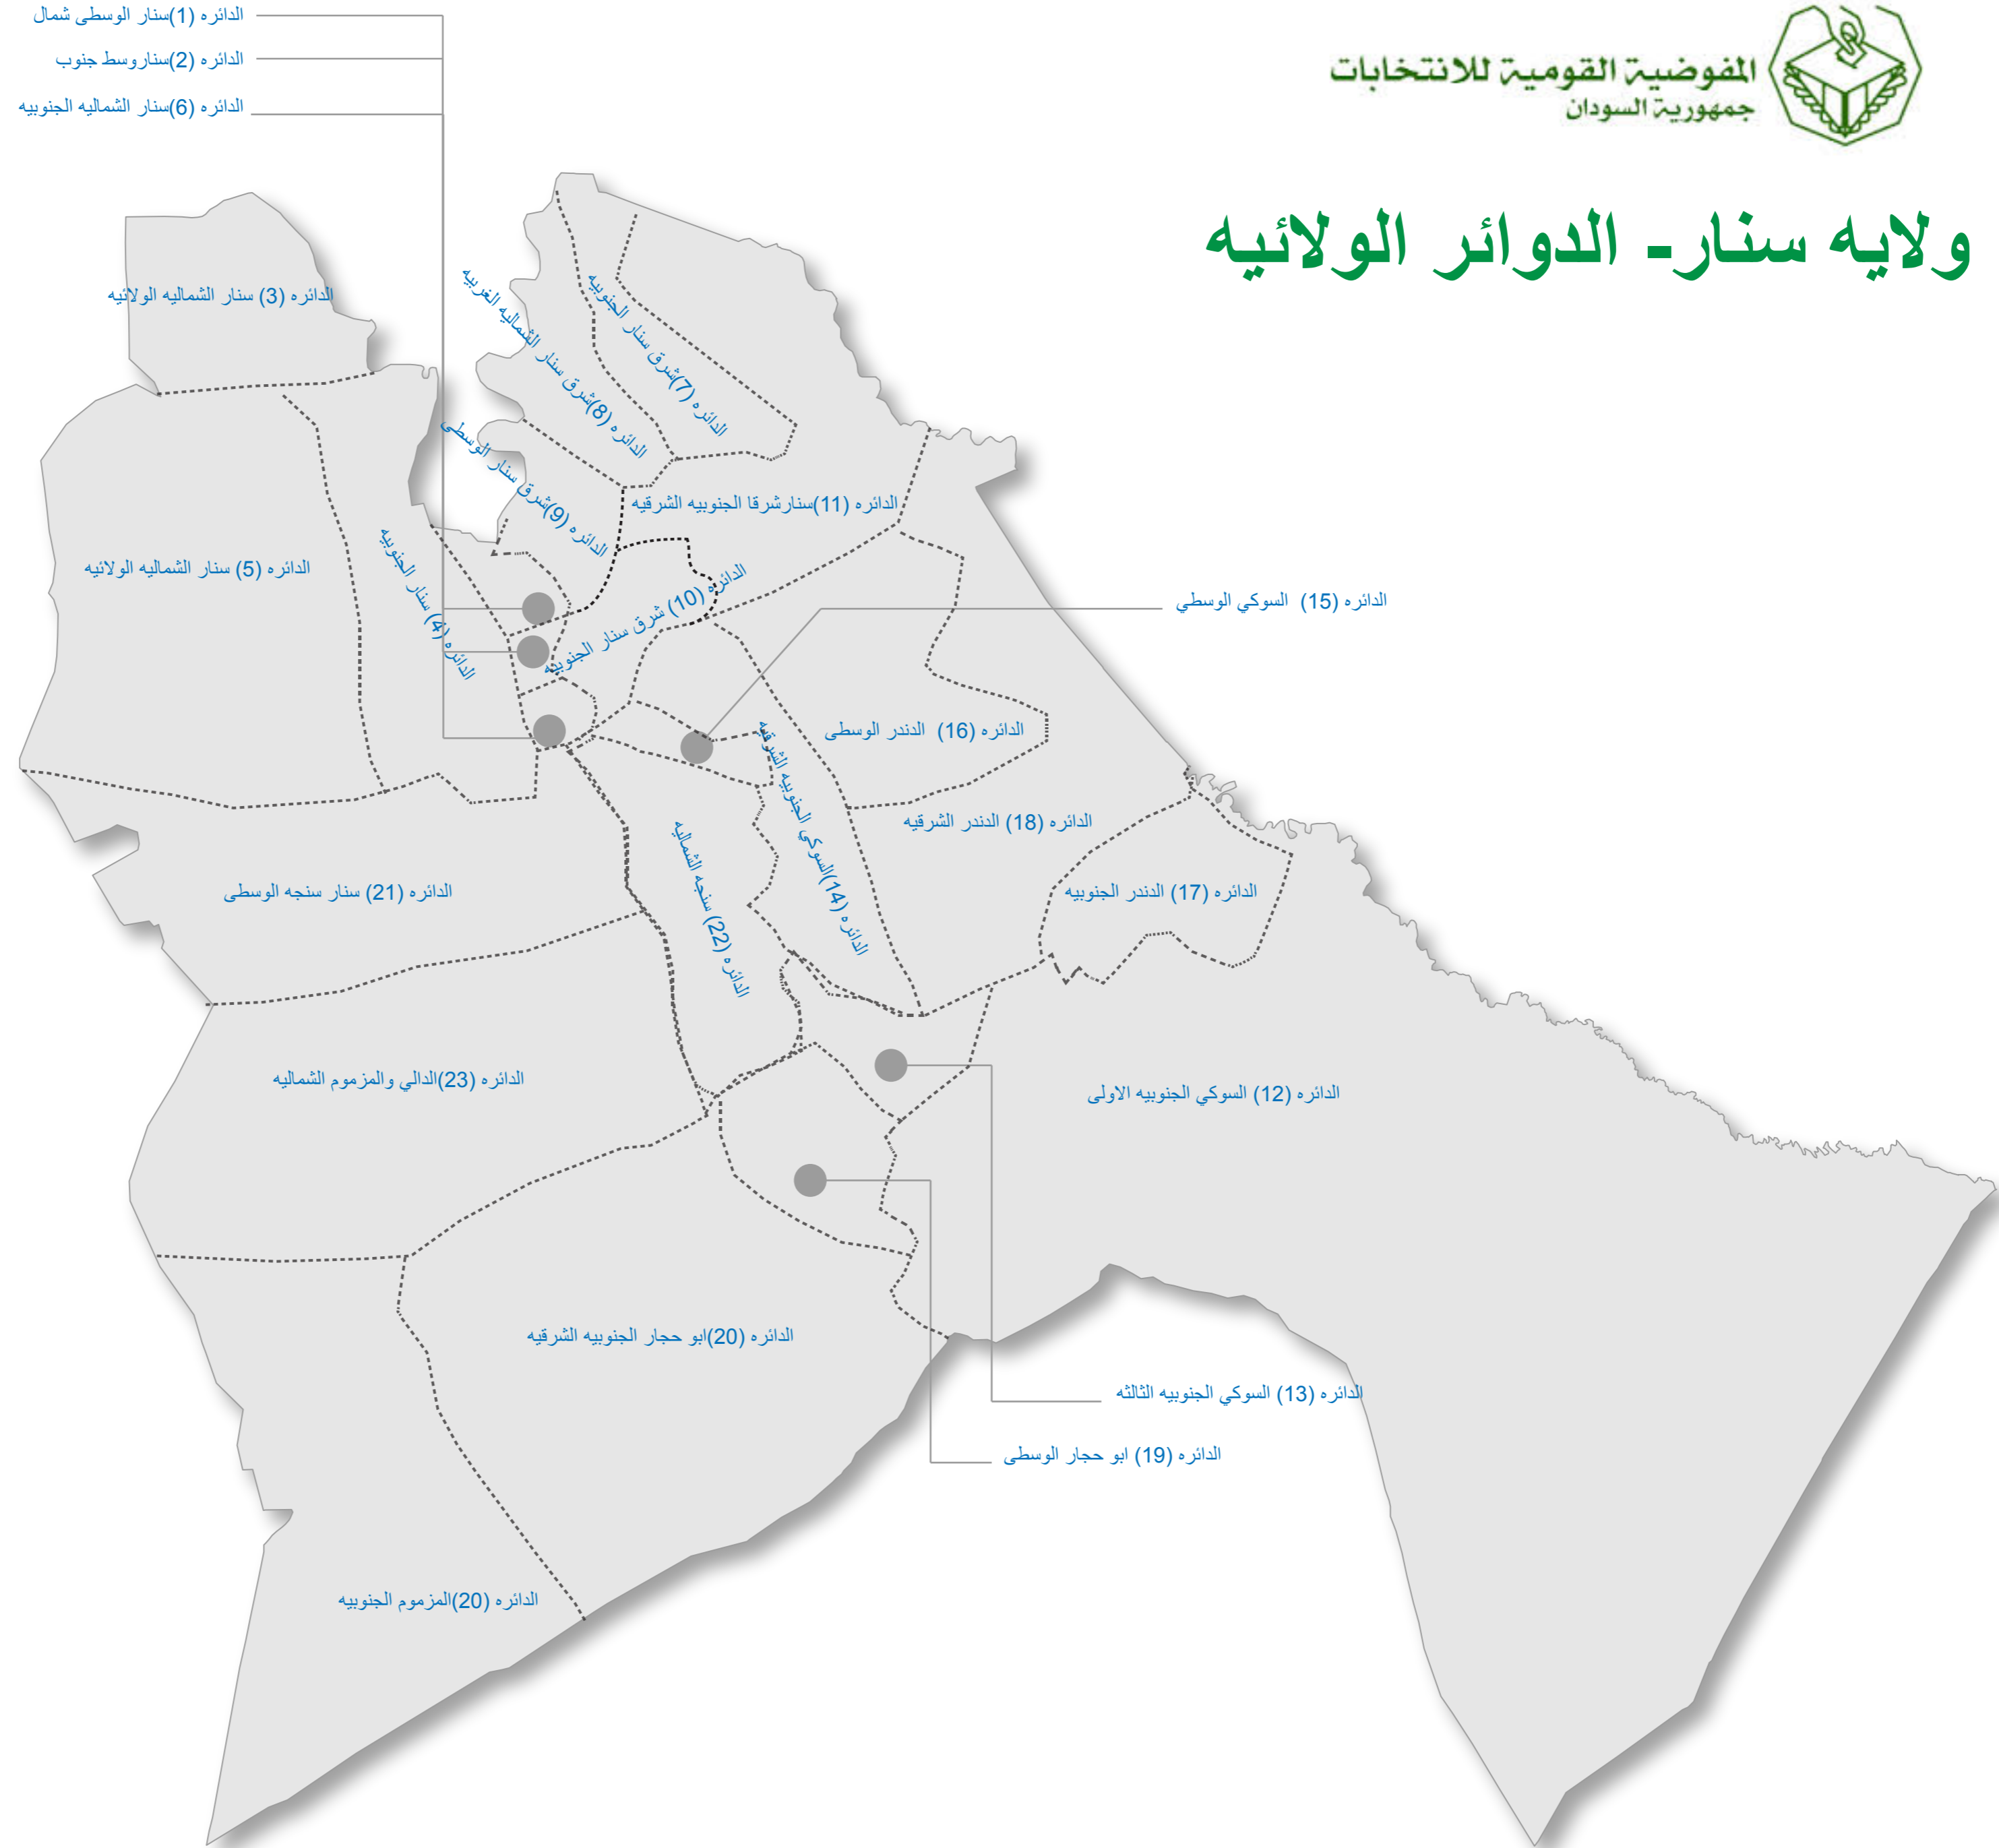 المفوضية القومية للانتخابات
جمهورية السودان
ولايه سنار- الدوائر الولائيه
الدائره (1)سنار الوسطى شمال
الدائره (2)سناروسط جنوب
الدائره (6)سنار الشماليه الجنوبيه
الدائره (3) سنار الشماليه الولائيه
الدائره (7)شرق سنار الجنوبيه
الدائره (8)شرق سنار الشماليه الغربيه
الدائره (9)شرق سنار الوسطى
الدائره (11)سنارشرقا الجنوبيه الشرقيه
الدائره (5) سنار الشماليه الولائيه
الدائره (4) سنار الجنوبيه
الدائره (10) شرق سنار الجنوبيه
الدائره (15) السوكي الوسطي
الدائره (16) الدندر الوسطى
الدائره (14)السوكي الجنوبيه الشرقيه
الدائره (18) الدندر الشرقيه
الدائره (17) الدندر الجنوبيه
الدائره (21) سنار سنجه الوسطى
الدائره (22) سنجه الشماليه
الدائره (23)الدالي والمزموم الشماليه
الدائره (12) السوكي الجنوبيه الاولى
الدائره (20)ابو حجار الجنوبيه الشرقيه
الدائره (13) السوكي الجنوبيه الثالثه
الدائره (19) ابو حجار الوسطى
الدائره (20)المزموم الجنوبيه